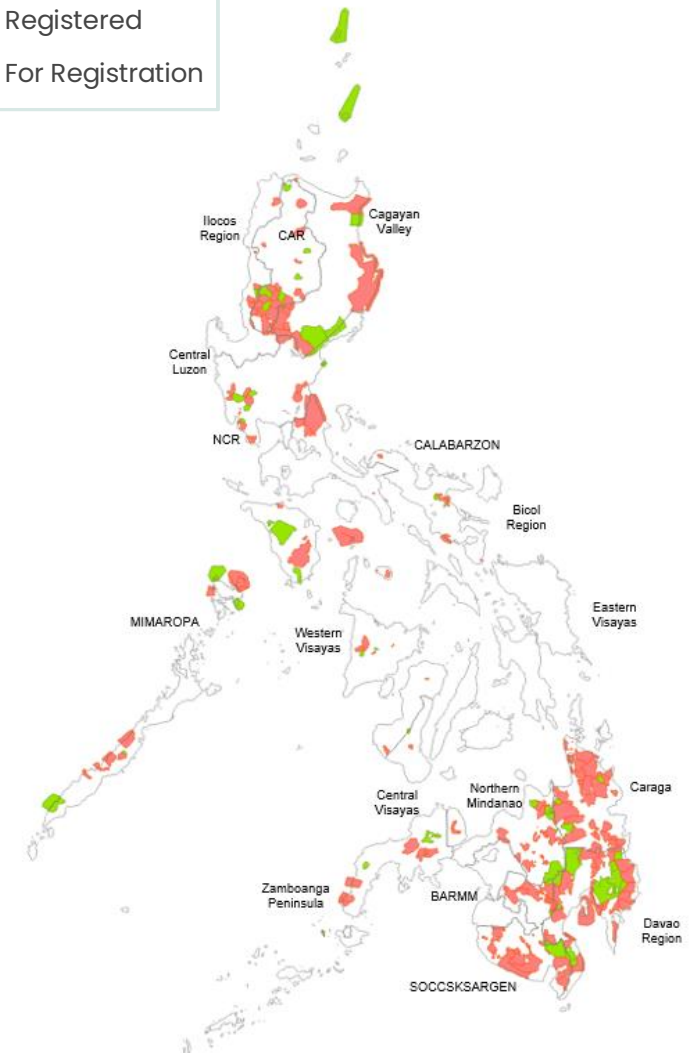 Registered
For Registration
Ilocos
Region
CAR
Cagayan
Valley
Central
Luzon
NCR
CALABARZON
Bicol
Region
MIMAROPA
Western
Visayas
Eastern
Visayas
Central
Visayas
Northern
Mindanao
Caraga
Zamboanga
Peninsula
BARMM
Davao
Region
SOCCSKSARGEN